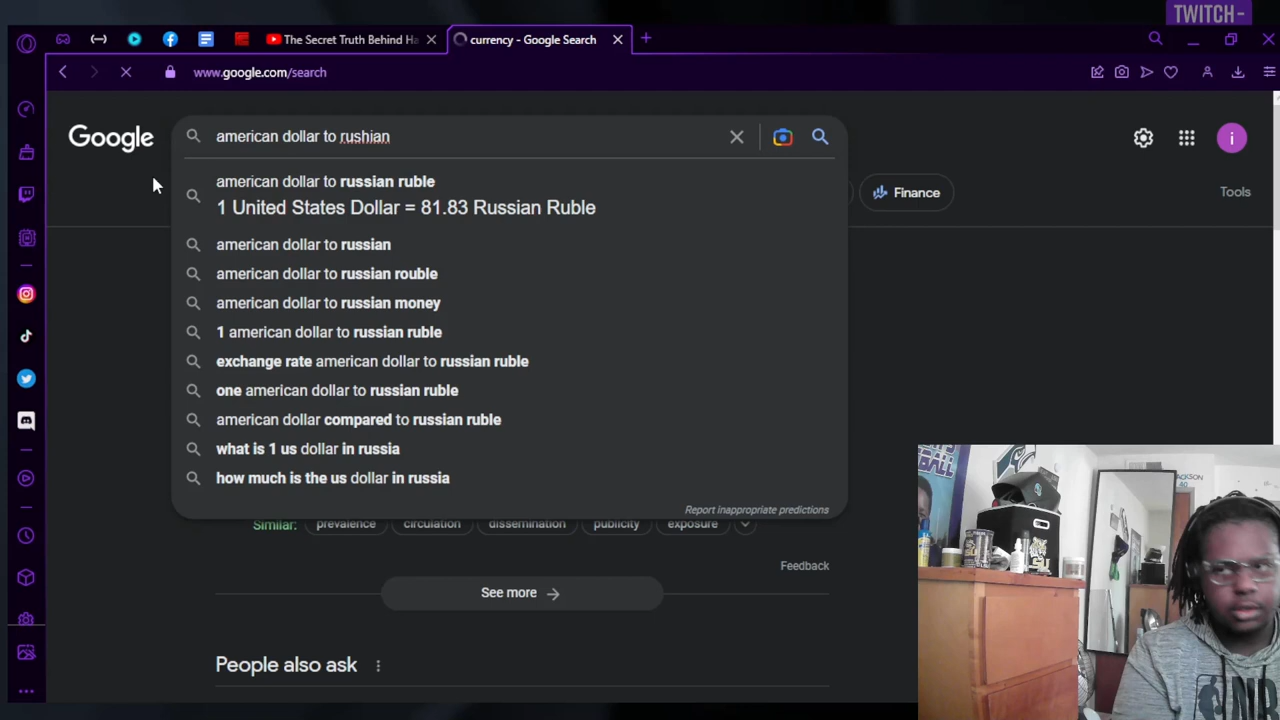 TWITCH-
The Secret Truth Behind Ha
currency - Google Search
www.google.com/search
Google
american dollar to rushian
i
american dollar to russian ruble
1 United States Dollar = 81.83 Russian Ruble
Finance
Tools
american dollar to russian
american dollar to russian rouble
american dollar to russian money
1 american dollar to russian ruble
exchange rate american dollar to russian ruble
one american dollar to russian ruble
american dollar compared to russian ruble
what is 1 us dollar in russia
how much is the us dollar in russia
Report inappropriate predictions
Similar: prevalence circulation dissemination publicity exposure
Feedback
See more
People also ask
JACKSON
40